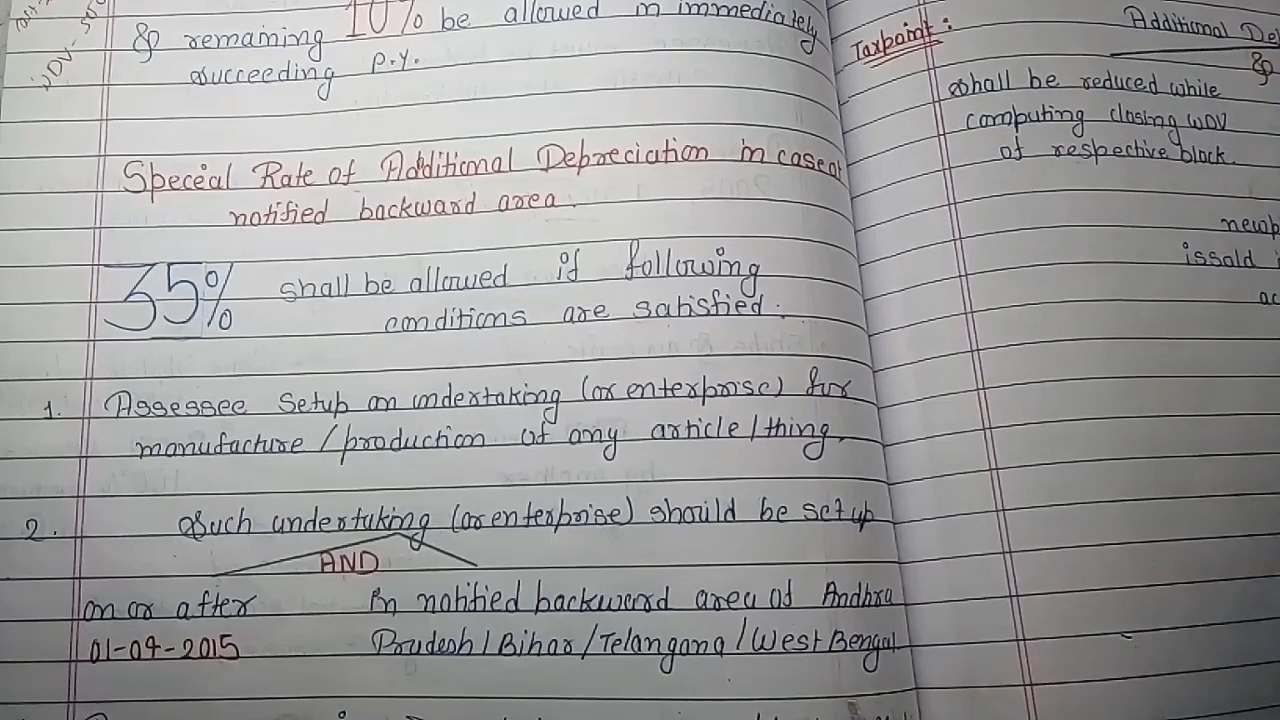 & remaining 10% be allowed in immediately
succeeding P.Y.
Special Rate of Additional Depreciation in case of
notified backward area.
35% shall be allowed if following
conditions are satisfied.
1. Assessee setup an undertaking (or enterprise) for
manufacture/production of any article/thing.
2. Such undertaking (or enterprise) should be setup
AND
on or after
01-04-2015
in notified backward area of Andhra
Pradesh/Bihar/Telangana/West Bengal
Taxpoint:
Additional De
&
shall be reduced while
computing closing WDV
of respective block.
new
is sold